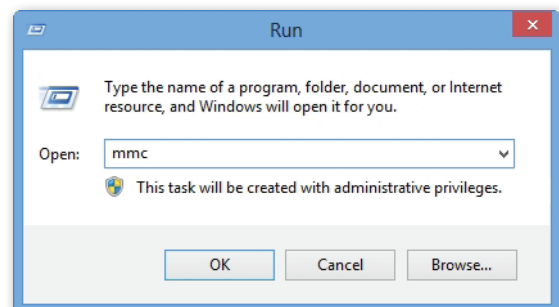 Run
Type the name of a program, folder, document, or Internet
resource, and Windows will open it for you.
Open:
mmc
This task will be created with administrative privileges.
OK
Cancel
Browse...